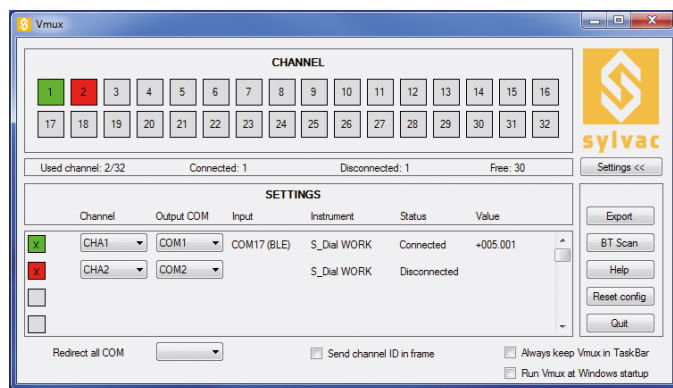 Vmux
CHANNEL
1 2 3 4 5 6 7 8 9 10 11 12 13 14 15 16
17 18 19 20 21 22 23 24 25 26 27 28 29 30 31 32
sylvac
Used channel: 2/32 Connected: 1 Disconnected: 1 Free: 30 Settings <<
SETTINGS
Channel Output COM Input Instrument Status Value Export
X CHA1 COM1 COM17 (BLE) S_Dial WORK Connected +005.001 BT Scan
X CHA2 COM2 S_Dial WORK Disconnected Help
Reset config
Quit
Redirect all COM Send channel ID in frame Always keep Vmux in TaskBar
Run Vmux at Windows startup